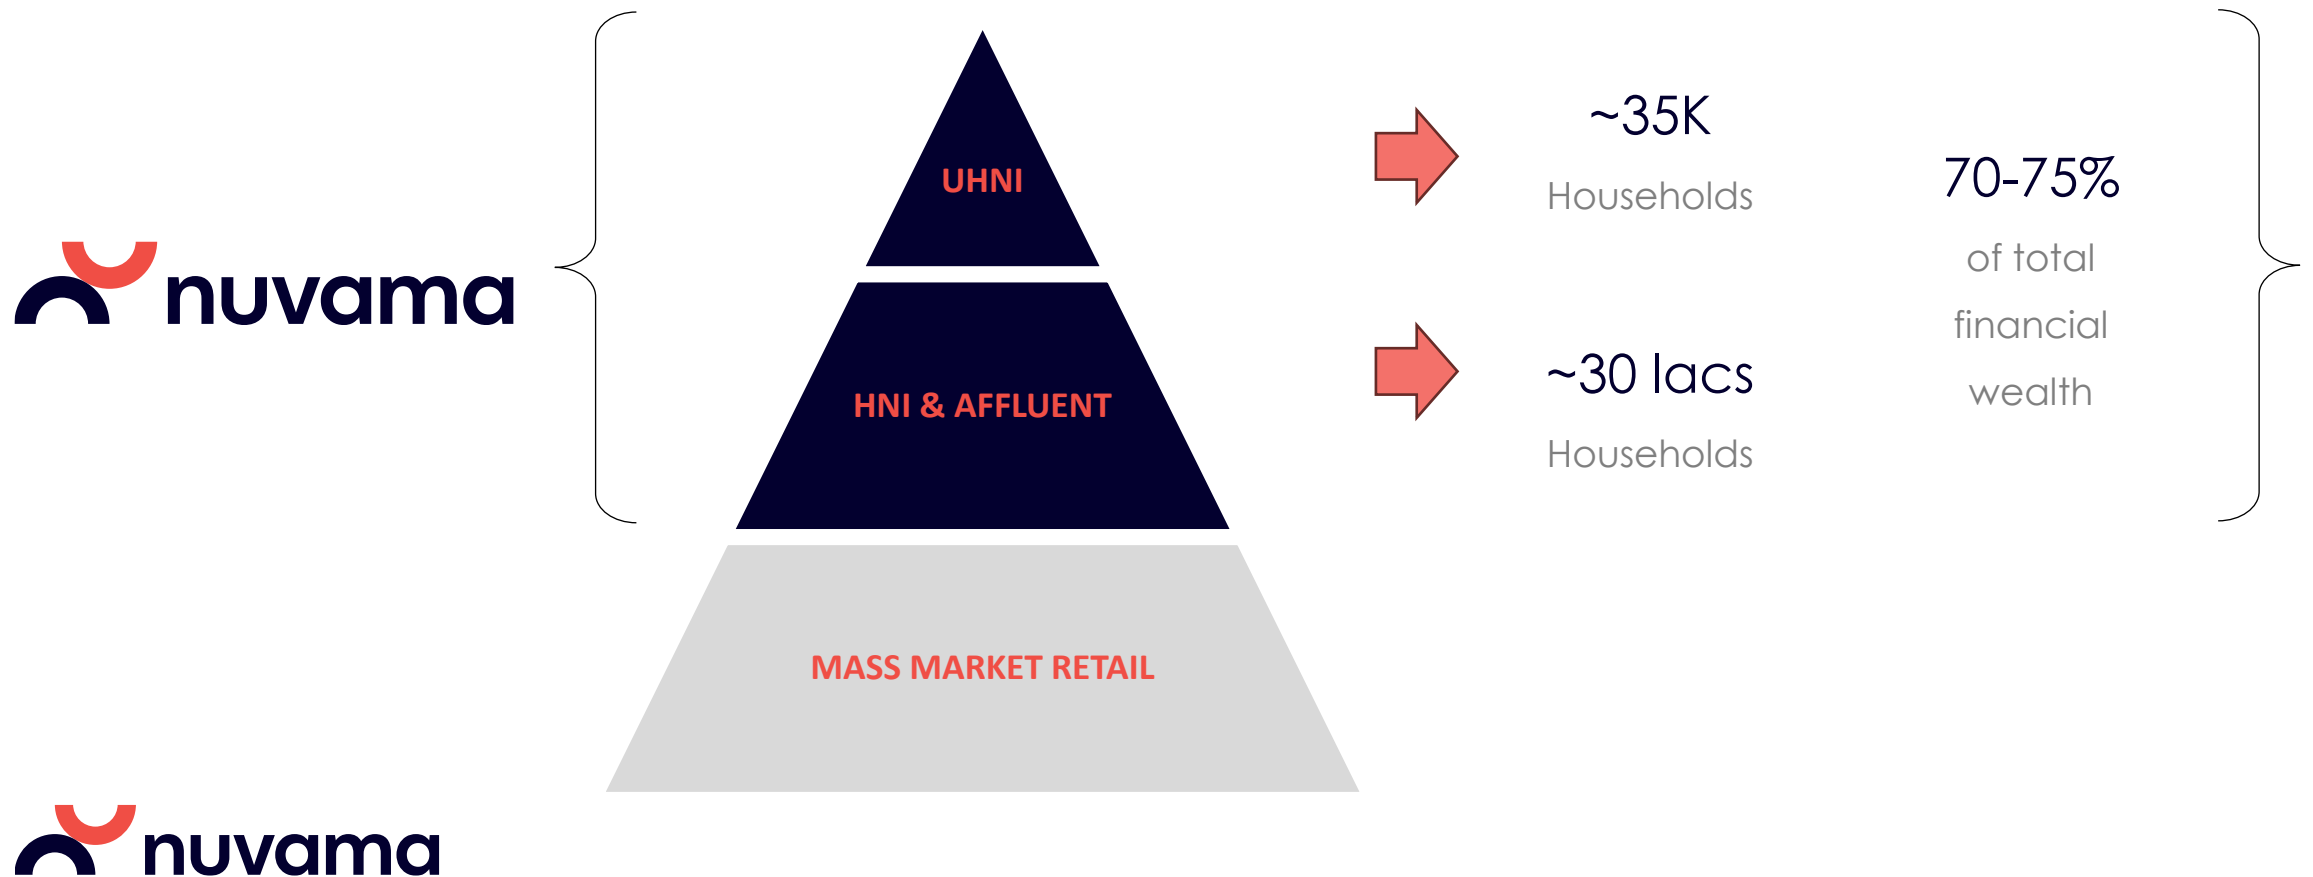 nuvama
UHNI
HNI & AFFLUENT
MASS MARKET RETAIL
~35K
Households
~30 lacs
Households
70-75%
of total
financial
wealth
nuvama